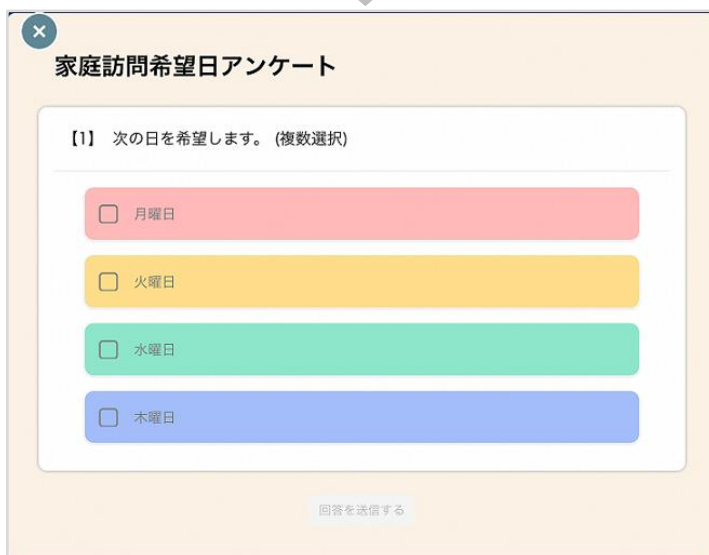 家庭訪問希望日アンケート
【1】 次の日を希望します。 (複数選択)
月曜日
火曜日
水曜日
木曜日
回答を送信する